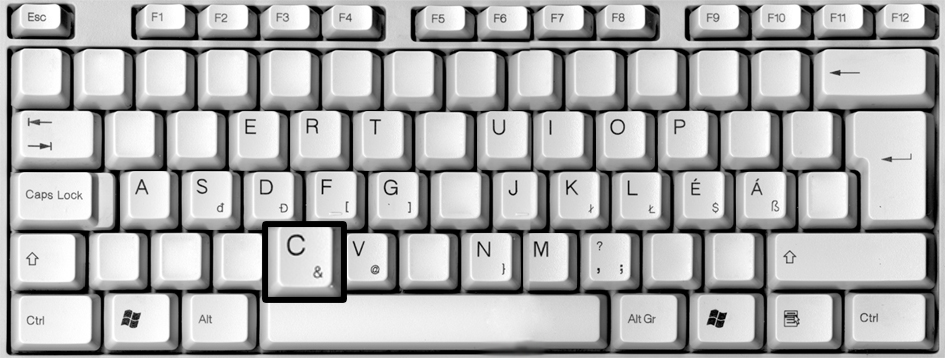 Esc F1 F2 F3 F4 F5 F6 F7 F8 F9 F10 F11 F12
E R T U I O P
Caps Lock A S đ D Đ F [ G ] J K ł L Ł É $ Á ß
C & V @ N } M ? , ;
Ctrl Alt Alt Gr Ctrl